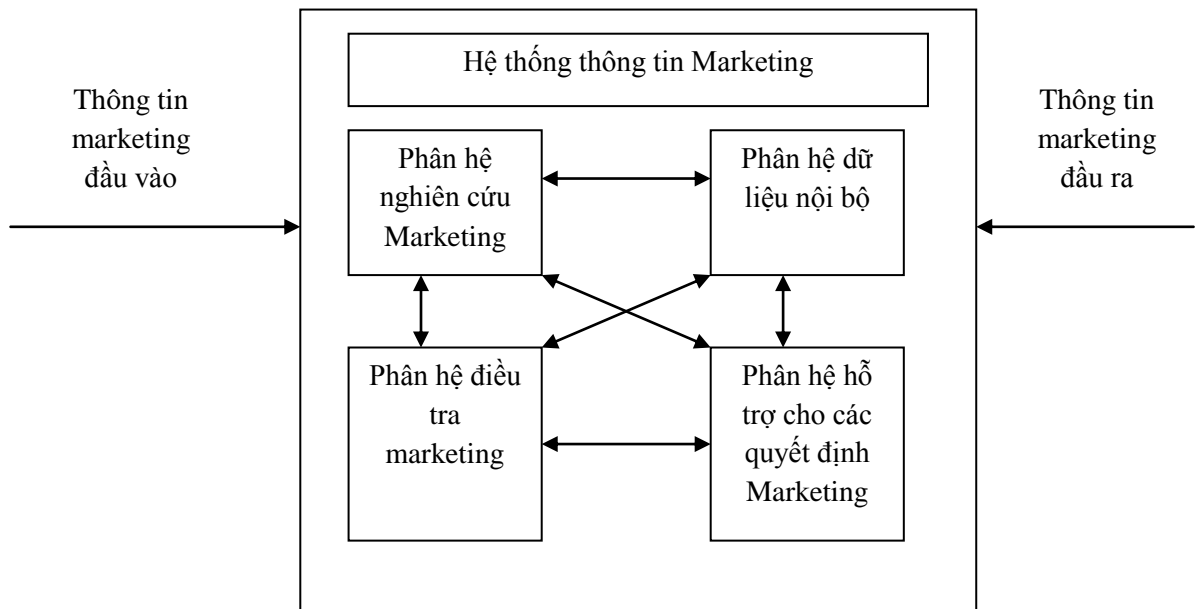 Hệ thống thông tin Marketing
Thông tin
marketing
đầu vào
Thông tin
marketing
đầu ra
Phân hệ
nghiên cứu
Marketing
Phân hệ dữ
liệu nội bộ
Phân hệ điều
tra
marketing
Phân hệ hỗ
trợ cho các
quyết định
Marketing